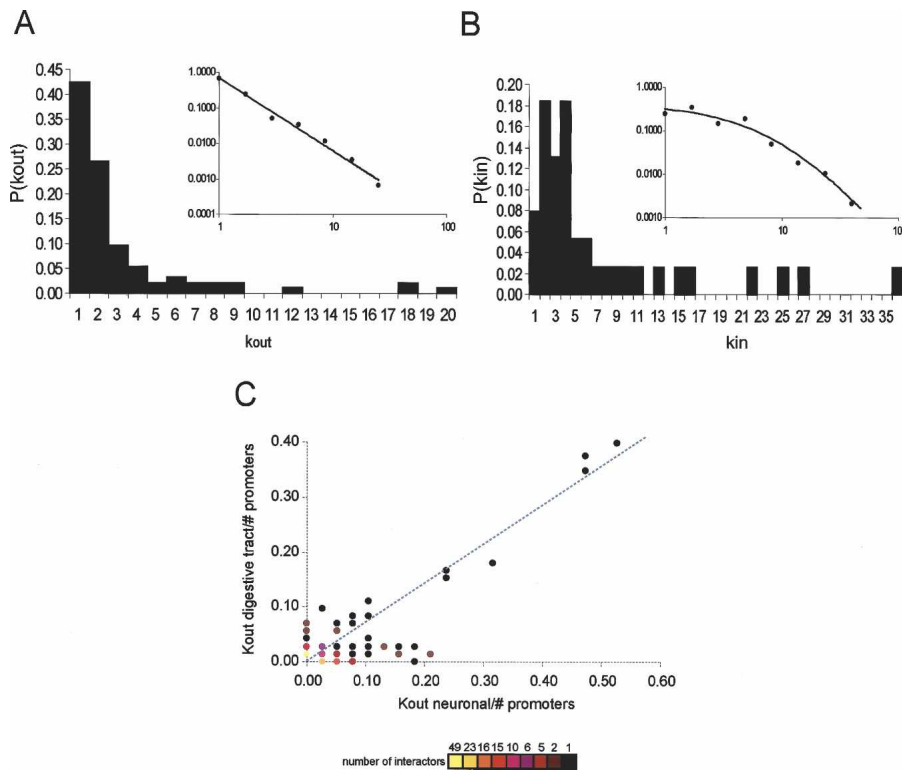 A
B
0.45
0.40
0.35
0.30
0.25
0.20
0.15
0.10
0.05
0.00
P(kout)
1 2 3 4 5 6 7 8 9 10 11 12 13 14 15 16 17 18 19 20
kout
1.0000
0.1000
0.0100
0.0010
0.0001
1 10 100
0.20
0.18
0.16
0.14
0.12
0.10
0.08
0.06
0.04
0.02
0.00
P(kin)
1 3 5 7 9 11 13 15 17 19 21 23 25 27 29 31 33 35
kin
1.0000
0.1000
0.0100
0.0010
1 10 10
C
0.40
0.30
0.20
0.10
0.00
Kout digestive tract/# promoters
0.00 0.10 0.20 0.30 0.40 0.50 0.60
Kout neuronal/# promoters
49 23 16 15 10 6 5 2 1
number of interactors